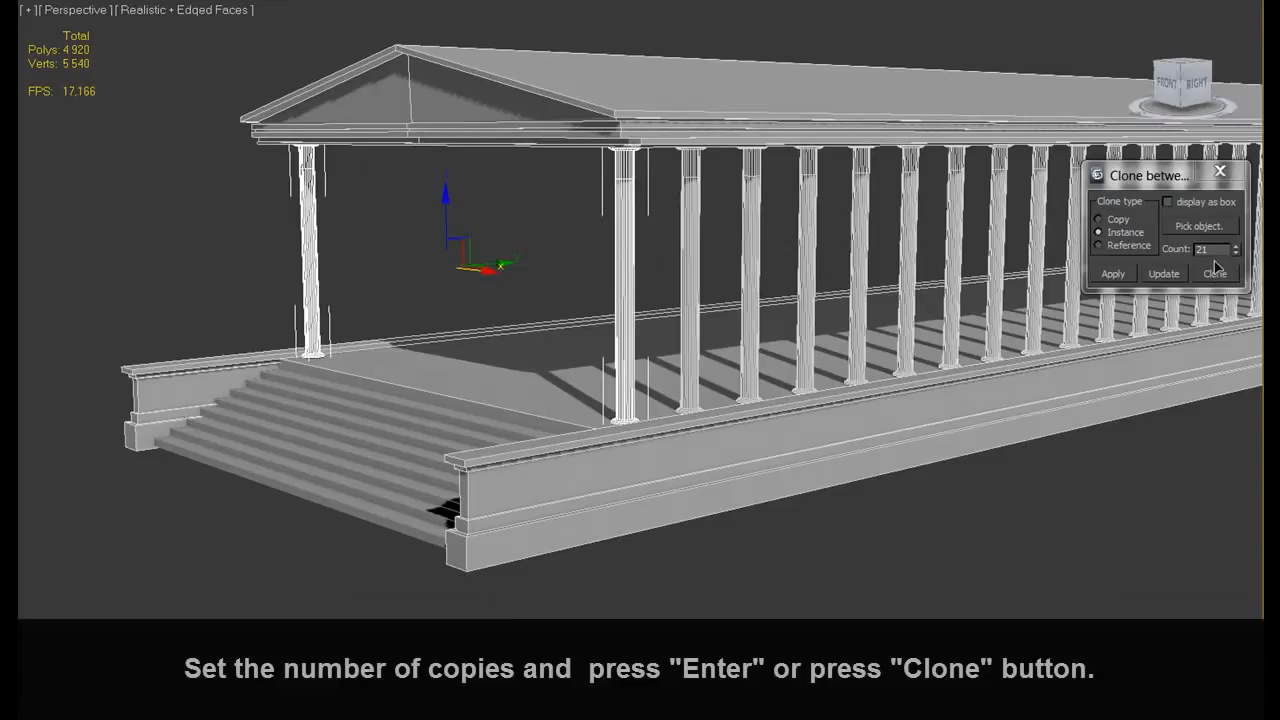 [ + ][ Perspective ][ Realistic + Edqed Faces ]
Total
Polys: 4 920
Verts: 5 540
FPS: 17,166
FRONT RIGHT
Clone betwe... X
Clone type
display as box
Copy
Pick object.
Instance
Reference
Count: 21
Apply Update Clone
z
y
x
Set the number of copies and press "Enter" or press "Clone" button.